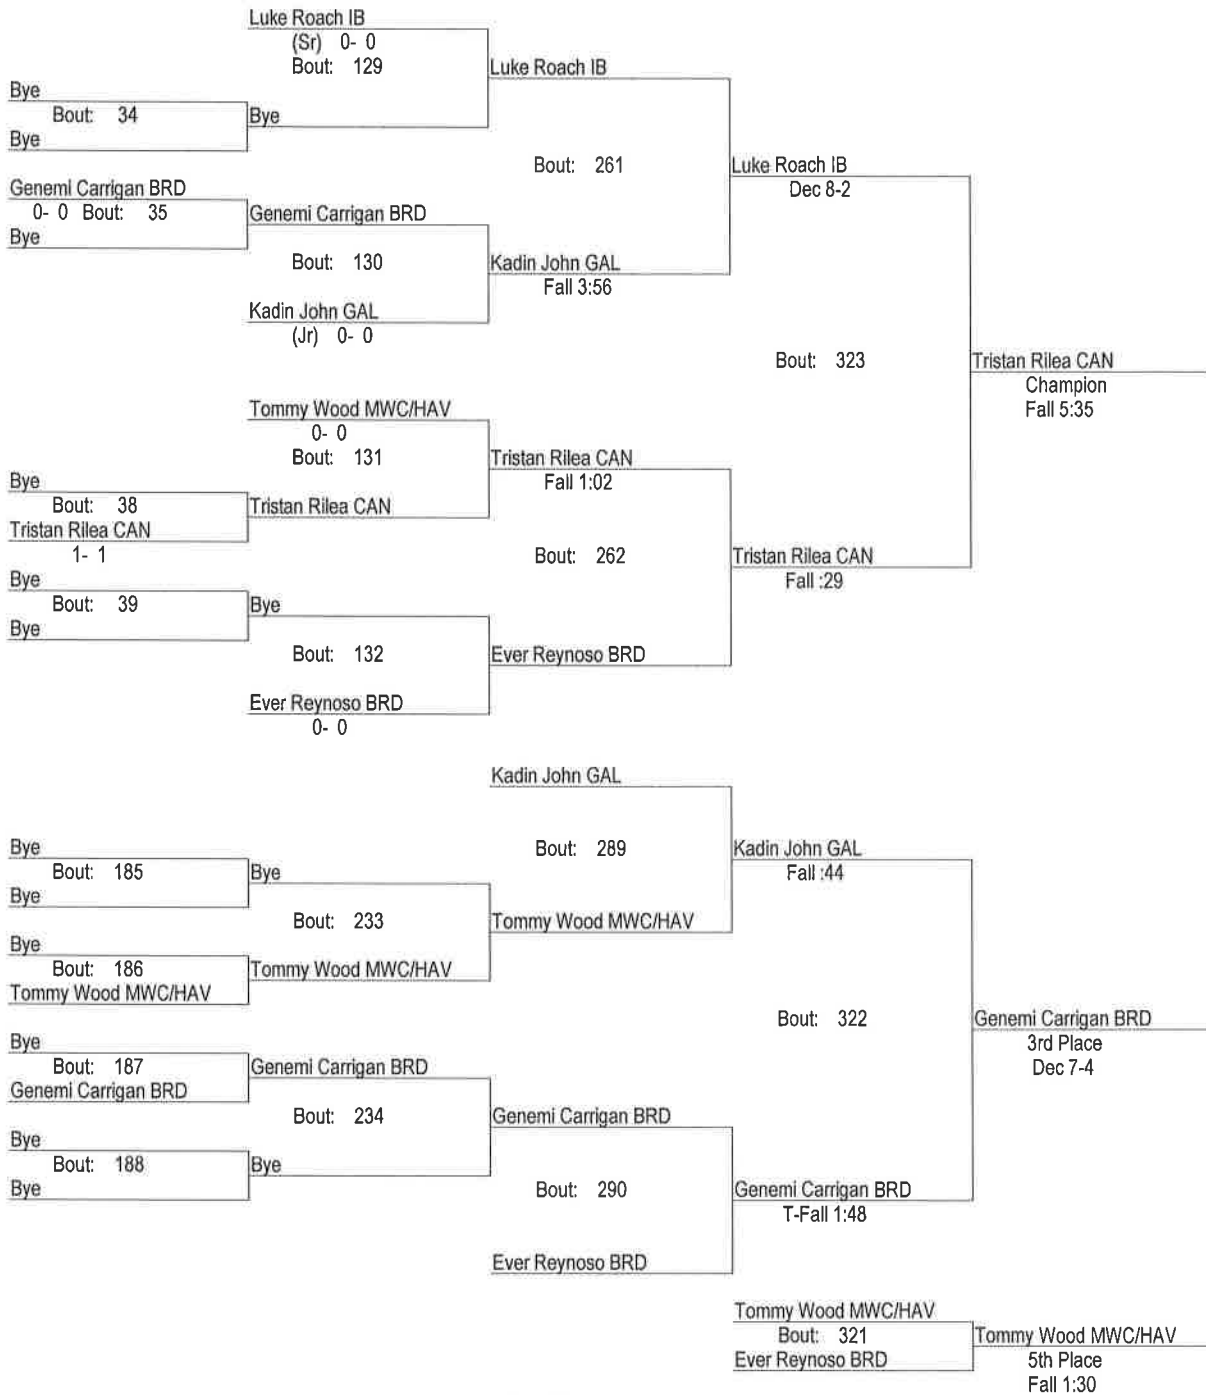 Luke Roach IB
(Sr) 0- 0
Bout: 129
Luke Roach IB
Bye
Bout: 34
Bye
Bye
Bout: 261
Luke Roach IB
Dec 8-2
Genemi Carrigan BRD
0- 0 Bout: 35
Genemi Carrigan BRD
Bye
Bout: 130
Kadin John GAL
Fall 3:56
Kadin John GAL
(Jr) 0- 0
Bout: 323
Tristan Rilea CAN
Champion
Fall 5:35
Tommy Wood MWC/HAV
0- 0
Bout: 131
Tristan Rilea CAN
Fall 1:02
Bye
Bout: 38
Tristan Rilea CAN
Tristan Rilea CAN
1- 1
Bout: 262
Tristan Rilea CAN
Fall :29
Bye
Bout: 39
Bye
Bye
Bout: 132
Ever Reynoso BRD
Ever Reynoso BRD
0- 0
Kadin John GAL
Bout: 289
Kadin John GAL
Fall :44
Bye
Bout: 185
Bye
Bye
Bout: 233
Tommy Wood MWC/HAV
Bye
Bout: 186
Tommy Wood MWC/HAV
Tommy Wood MWC/HAV
Bout: 322
Genemi Carrigan BRD
3rd Place
Dec 7-4
Bye
Bout: 187
Genemi Carrigan BRD
Genemi Carrigan BRD
Bout: 234
Genemi Carrigan BRD
Bye
Bout: 188
Bye
Bye
Bout: 290
Genemi Carrigan BRD
T-Fall 1:48
Ever Reynoso BRD
Tommy Wood MWC/HAV
Bout: 321
Tommy Wood MWC/HAV
Ever Reynoso BRD
5th Place
Fall 1:30